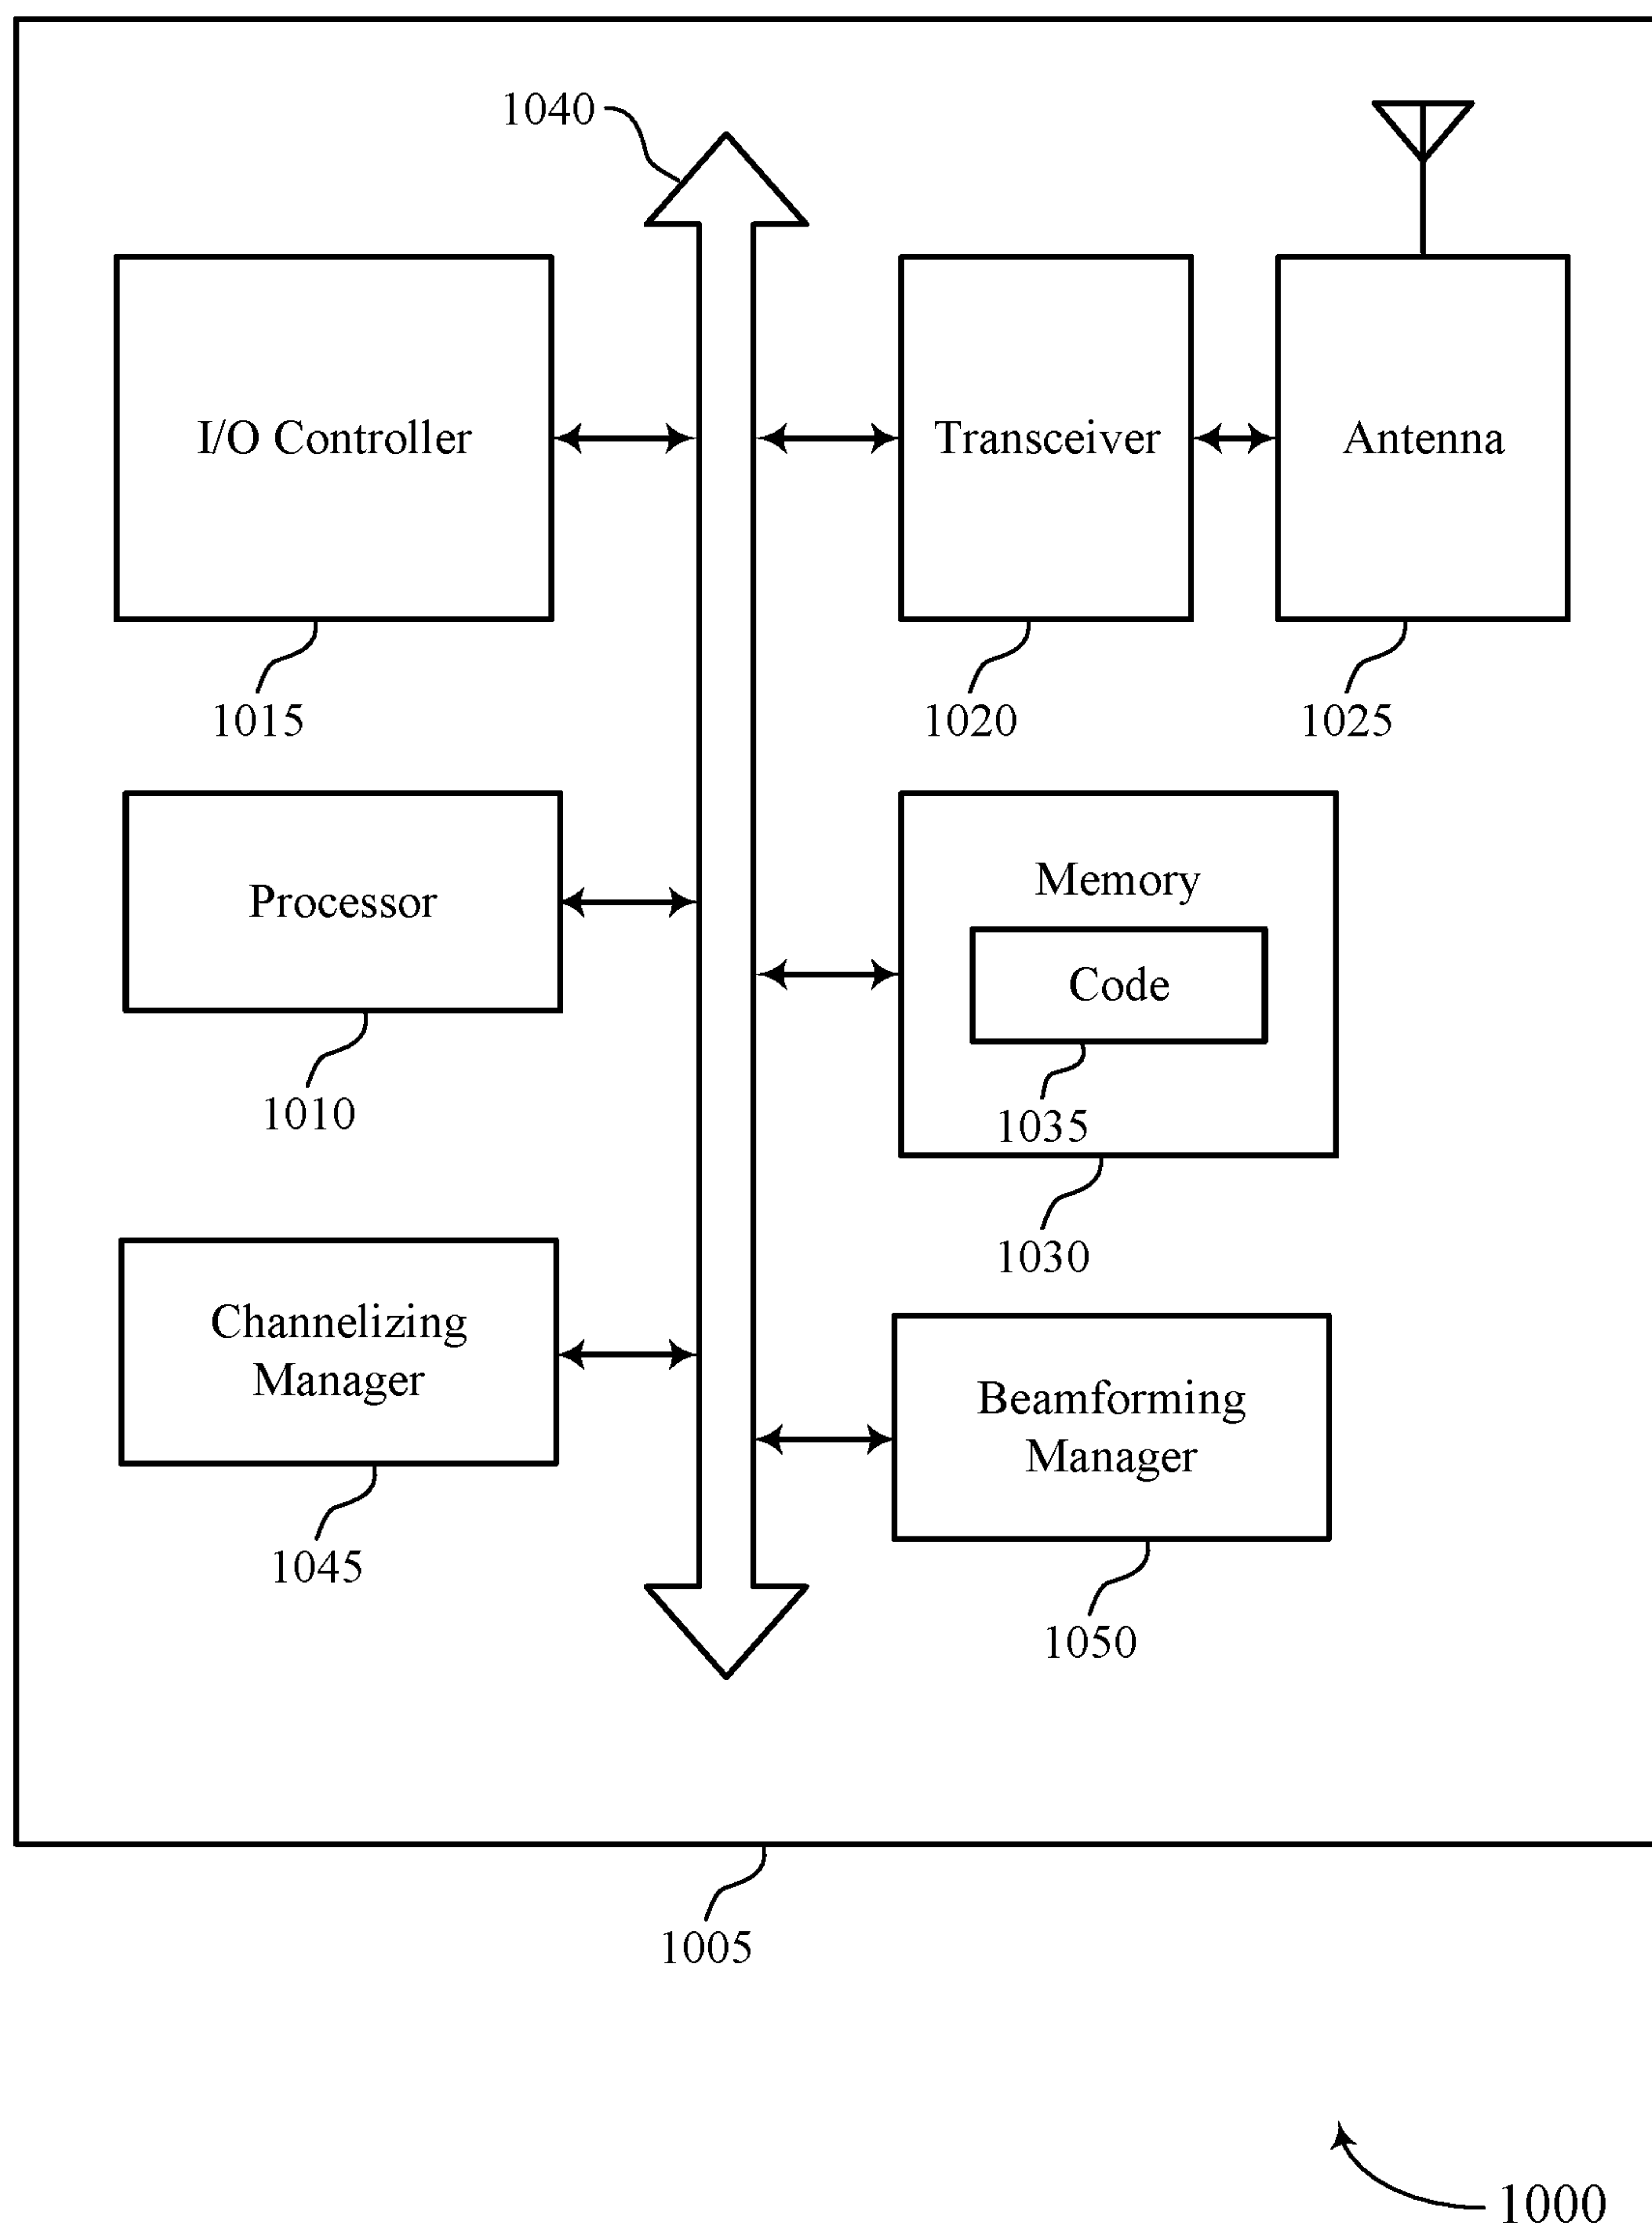 1040
I/O Controller
Transceiver
Antenna
1015
1020
1025
Processor
Memory
Code
1035
1010
1030
Channelizing
Manager
Beamforming
Manager
1045
1050
1005
1000